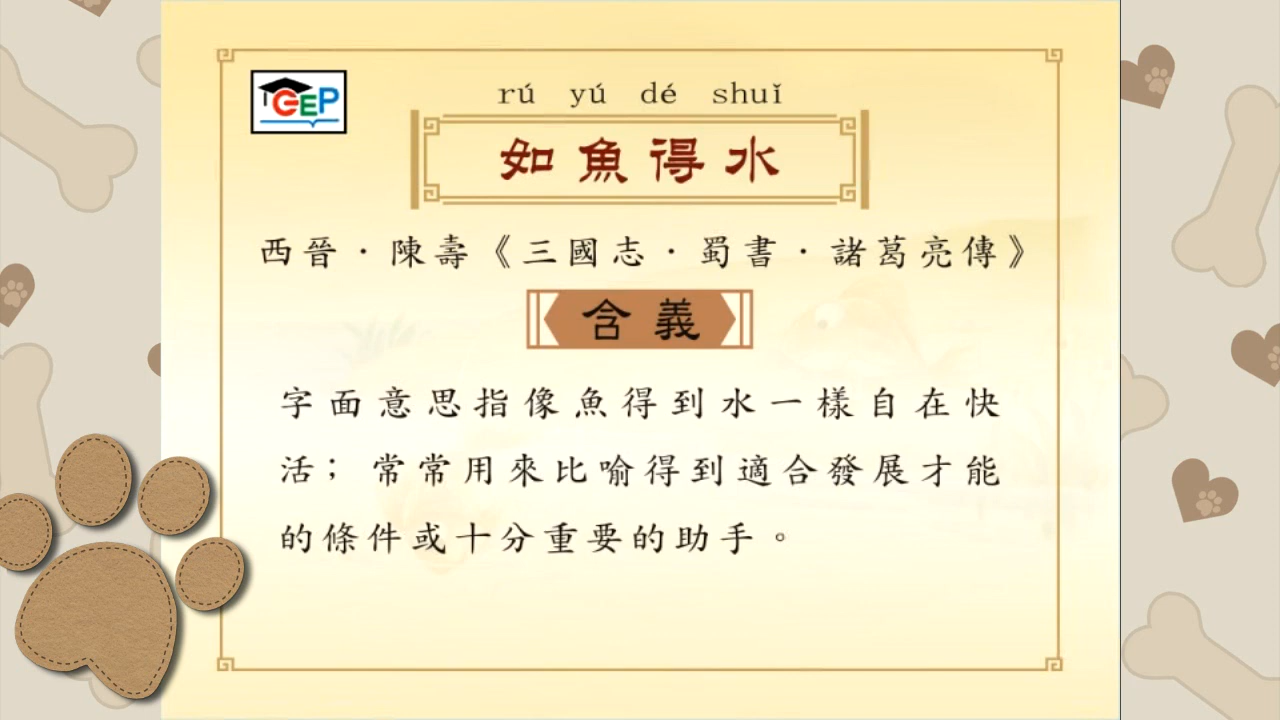 GEP
rú yú dé shuǐ
如魚得水
西晉·陳壽《三國志·蜀書·諸葛亮傳》
含義
字面意思指像魚得到水一樣自在快
活；常常用來比喻得到適合發展才能
的條件或十分重要的助手。